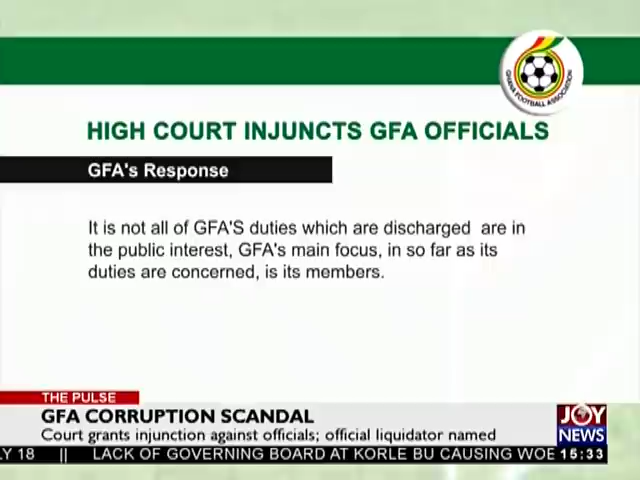 GHANA FOOTBALL ASSOCIATION
HIGH COURT INJUNCTS GFA OFFICIALS
GFA's Response
It is not all of GFA'S duties which are discharged are in
the public interest, GFA's main focus, in so far as its
duties are concerned, is its members.
THE PULSE
GFA CORRUPTION SCANDAL
Court grants injunction against officials; official liquidator named
JOY
NEWS
LY 18 || LACK OF GOVERNING BOARD AT KORLE BU CAUSING WOE
15:33